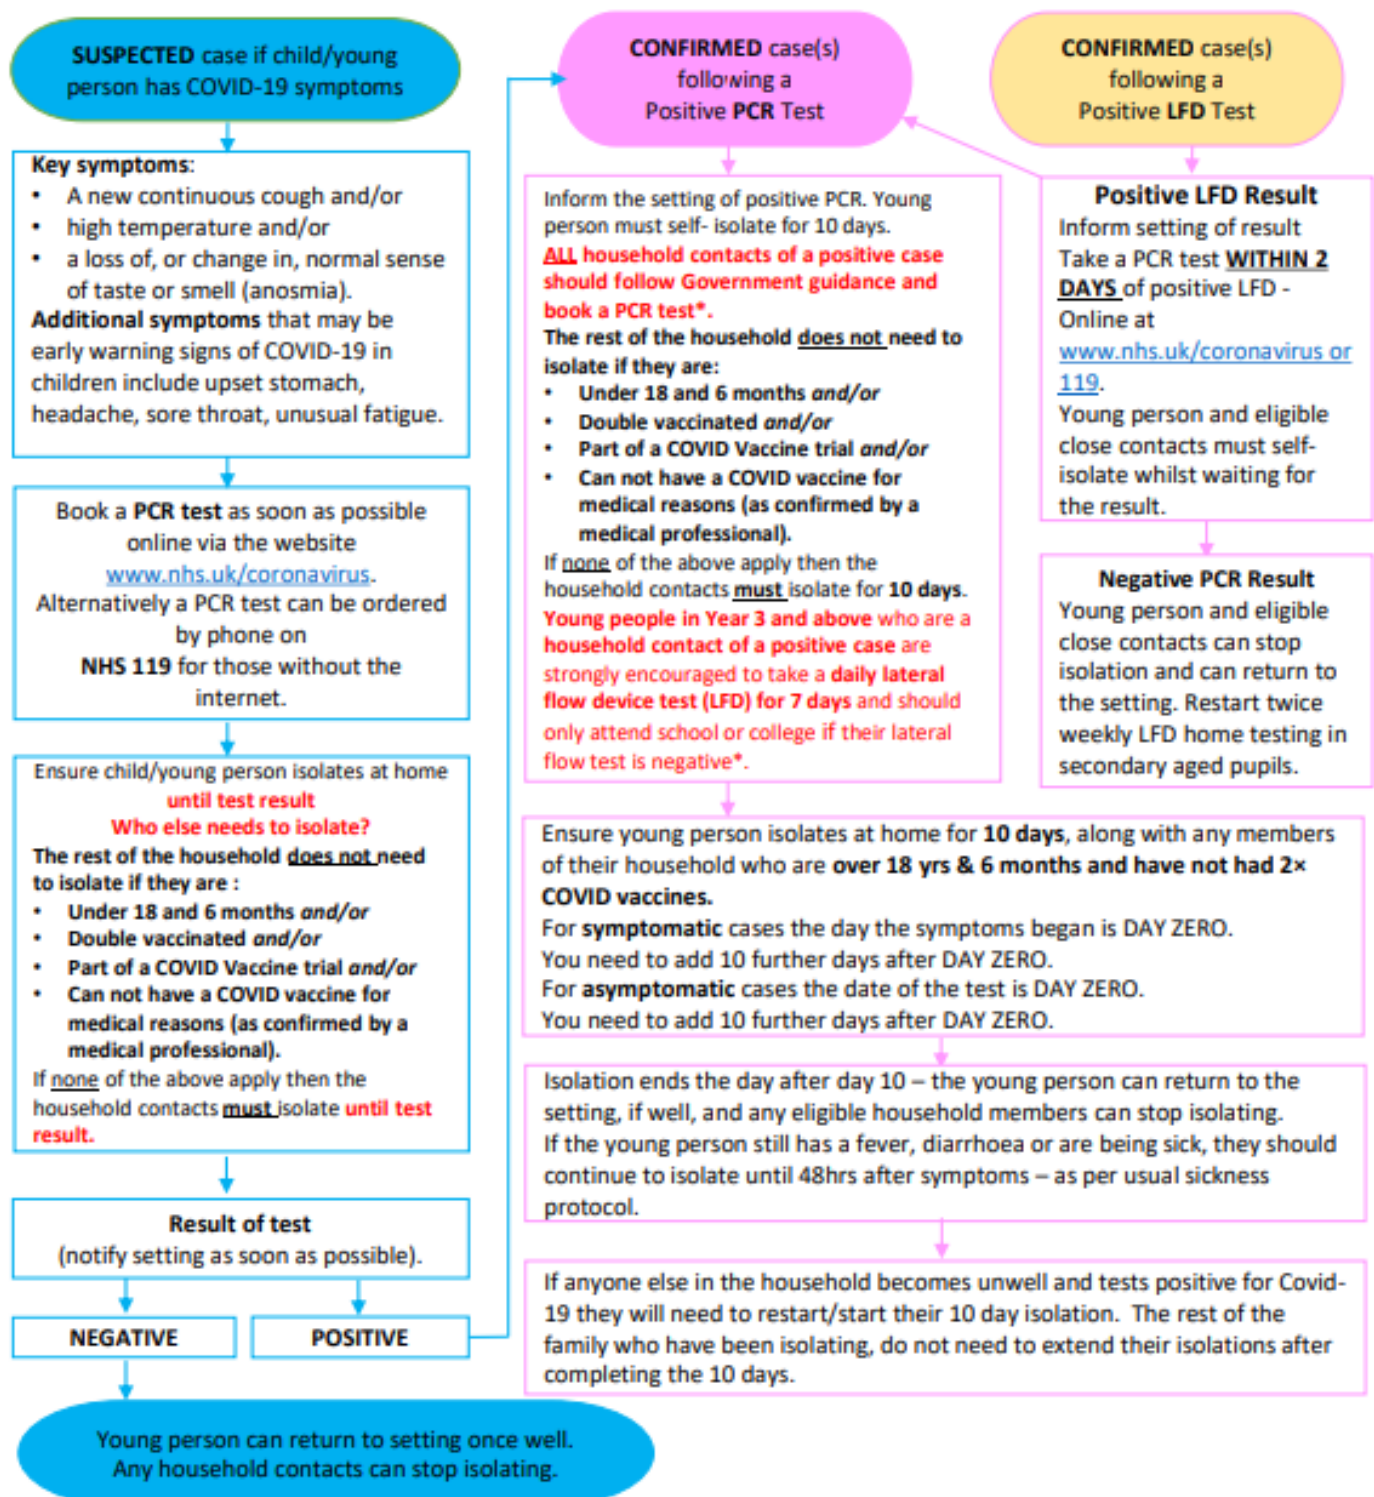 SUSPECTED case if child/young
person has COVID-19 symptoms
Key symptoms:
• A new continuous cough and/or
• high temperature and/or
• a loss of, or change in, normal sense
of taste or smell (anosmia).
Additional symptoms that may be
early warning signs of COVID-19 in
children include upset stomach,
headache, sore throat, unusual fatigue.
Book a PCR test as soon as possible
online via the website
www.nhs.uk/coronavirus.
Alternatively a PCR test can be ordered
by phone on
NHS 119 for those without the
internet.
Ensure child/young person isolates at home
until test result
Who else needs to isolate?
The rest of the household does not need
to isolate if they are :
• Under 18 and 6 months and/or
• Double vaccinated and/or
• Part of a COVID Vaccine trial and/or
• Can not have a COVID vaccine for
medical reasons (as confirmed by a
medical professional).
If none of the above apply then the
household contacts must isolate until test
result.
Result of test
(notify setting as soon as possible).
NEGATIVE
POSITIVE
Young person can return to setting once well.
Any household contacts can stop isolating.
CONFIRMED case(s)
following a
Positive PCR Test
Inform the setting of positive PCR. Young
person must self- isolate for 10 days.
ALL household contacts of a positive case
should follow Government guidance and
book a PCR test*.
The rest of the household does not need to
isolate if they are:
• Under 18 and 6 months and/or
• Double vaccinated and/or
• Part of a COVID Vaccine trial and/or
• Can not have a COVID vaccine for
medical reasons (as confirmed by a
medical professional).
If none of the above apply then the
household contacts must isolate for 10 days.
Young people in Year 3 and above who are a
household contact of a positive case are
strongly encouraged to take a daily lateral
flow device test (LFD) for 7 days and should
only attend school or college if their lateral
flow test is negative*.
CONFIRMED case(s)
following a
Positive LFD Test
Positive LFD Result
Inform setting of result
Take a PCR test WITHIN 2
DAYS of positive LFD -
Online at
www.nhs.uk/coronavirus or
119.
Young person and eligible
close contacts must self-
isolate whilst waiting for
the result.
Negative PCR Result
Young person and eligible
close contacts can stop
isolation and can return to
the setting. Restart twice
weekly LFD home testing in
secondary aged pupils.
Ensure young person isolates at home for 10 days, along with any members
of their household who are over 18 yrs & 6 months and have not had 2×
COVID vaccines.
For symptomatic cases the day the symptoms began is DAY ZERO.
You need to add 10 further days after DAY ZERO.
For asymptomatic cases the date of the test is DAY ZERO.
You need to add 10 further days after DAY ZERO.
Isolation ends the day after day 10 – the young person can return to the
setting, if well, and any eligible household members can stop isolating.
If the young person still has a fever, diarrhoea or are being sick, they should
continue to isolate until 48hrs after symptoms – as per usual sickness
protocol.
If anyone else in the household becomes unwell and tests positive for Covid-
19 they will need to restart/start their 10 day isolation. The rest of the
family who have been isolating, do not need to extend their isolations after
completing the 10 days.